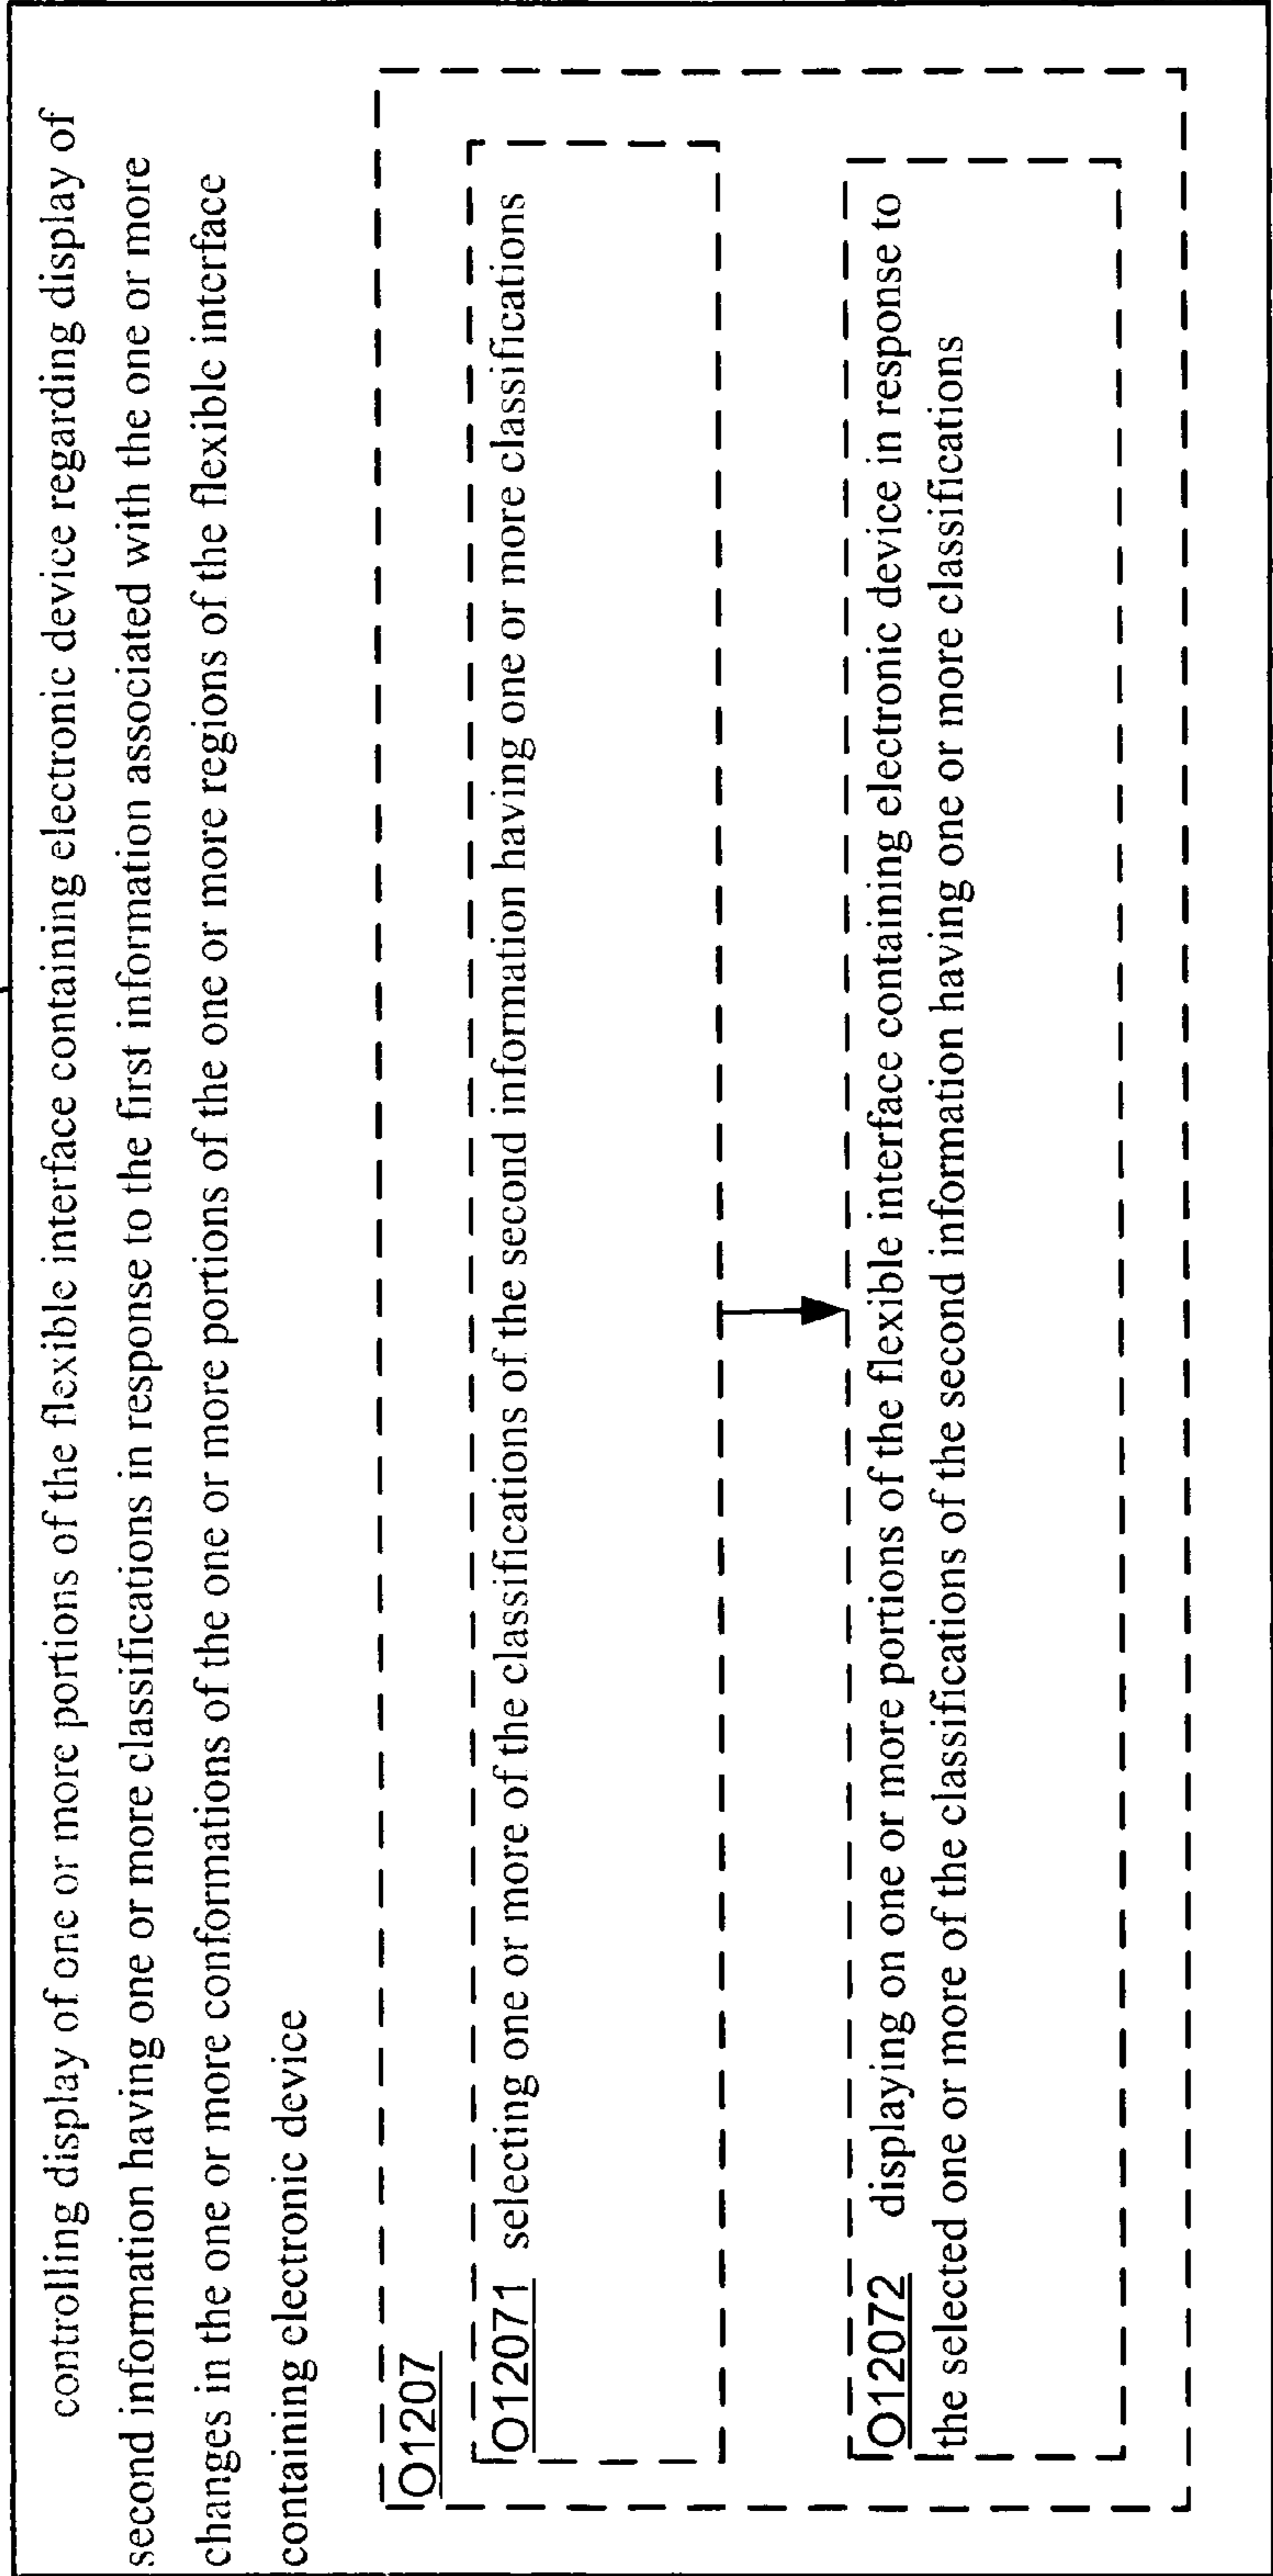 controlling display of one or more portions of the flexible interface containing electronic device regarding display of
second information having one or more classifications in response to the first information associated with the one or more
changes in the one or more conformations of the one or more portions of the one or more regions of the flexible interface
containing electronic device
O1207
O12071 selecting one or more of the classifications of the second information having one or more classifications
O12072 displaying on one or more portions of the flexible interface containing electronic device in response to
the selected one or more of the classifications of the second information having one or more classifications